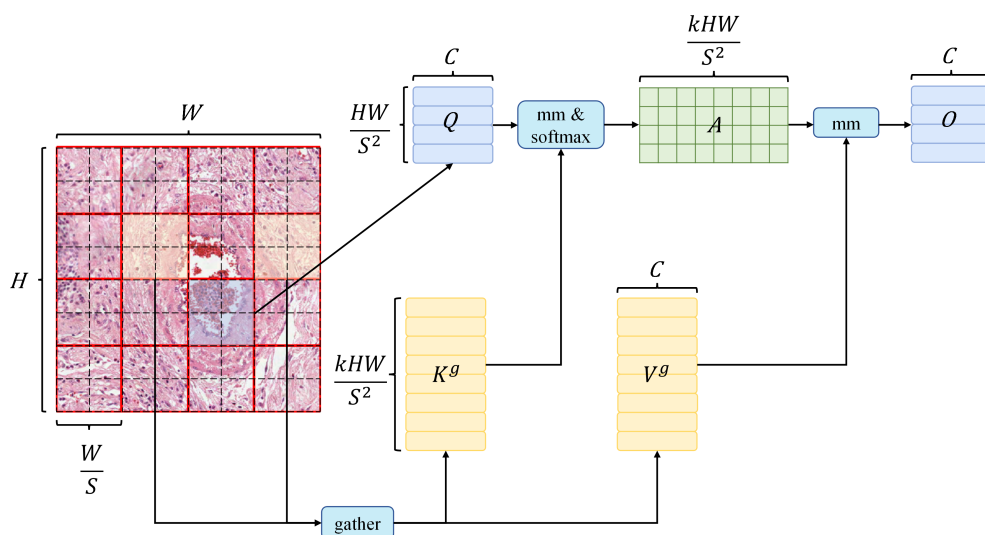 W
H
W/S
C
HW/S²
Q
mm &
softmax
kHW/S²
A
mm
C
O
kHW/S²
K^g
C
V^g
gather